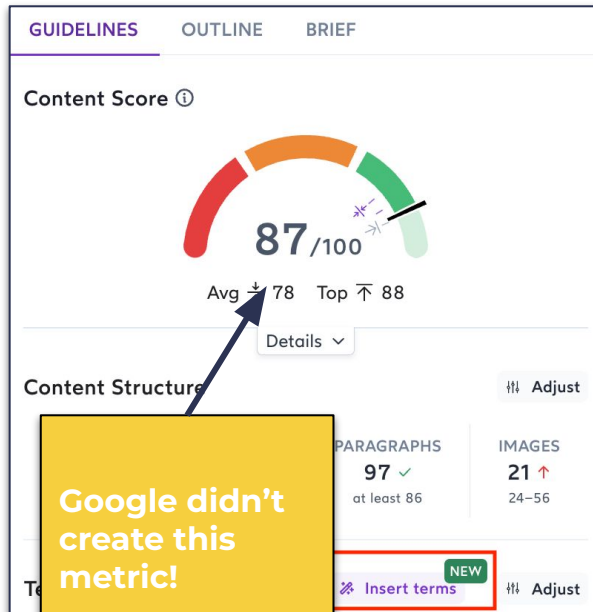 GUIDELINES OUTLINE BRIEF
Content Score
87/100
Avg 78 Top 88
Details
Content Structure
Adjust
PARAGRAPHS IMAGES
97 21
at least 86 24–56
Google didn’t
create this
metric!
NEW
Te
Insert terms Adjust